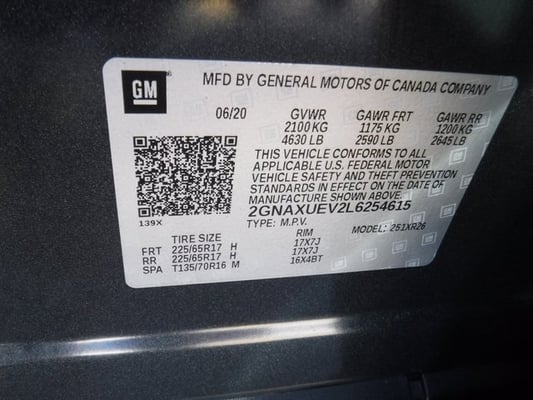 GM
MFD BY GENERAL MOTORS OF CANADA COMPANY
06/20 GVWR GAWR FRT GAWR RR
2100 KG 1175 KG 1200 KG
4630 LB 2590 LB 2645 LB
THIS VEHICLE CONFORMS TO ALL
APPLICABLE U.S. FEDERAL MOTOR
VEHICLE SAFETY AND THEFT PREVENTION
STANDARDS IN EFFECT ON THE DATE OF
MANUFACTURE SHOWN ABOVE.
2GNAXUEV2L6254615
139X TYPE: M.P.V. MODEL: 251XR26
TIRE SIZE RIM
FRT 225/65R17 H 17X7J
RR 225/65R17 H 17X7J
SPA T135/70R16 M 16X4BT